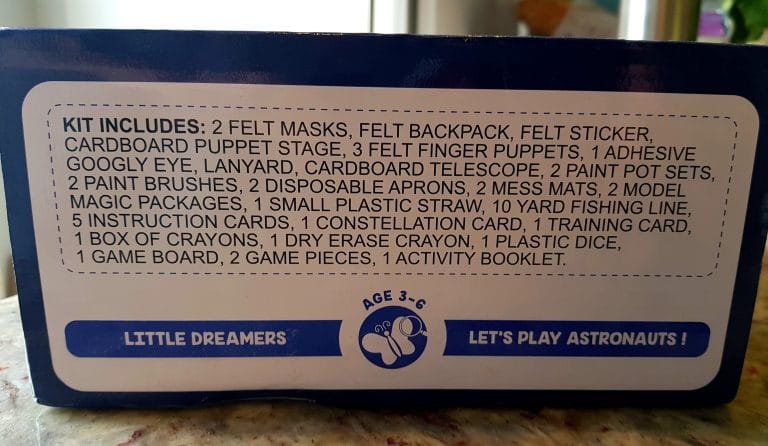 KIT INCLUDES: 2 FELT MASKS, FELT BACKPACK, FELT STICKER,
CARDBOARD PUPPET STAGE, 3 FELT FINGER PUPPETS, 1 ADHESIVE
GOOGLY EYE, LANYARD, CARDBOARD TELESCOPE, 2 PAINT POT SETS,
2 PAINT BRUSHES, 2 DISPOSABLE APRONS, 2 MESS MATS, 2 MODEL
MAGIC PACKAGES, 1 SMALL PLASTIC STRAW, 10 YARD FISHING LINE,
5 INSTRUCTION CARDS, 1 CONSTELLATION CARD, 1 TRAINING CARD,
1 BOX OF CRAYONS, 1 DRY ERASE CRAYON, 1 PLASTIC DICE,
1 GAME BOARD, 2 GAME PIECES, 1 ACTIVITY BOOKLET.
AGE 3-6
LITTLE DREAMERS
LET'S PLAY ASTRONAUTS!